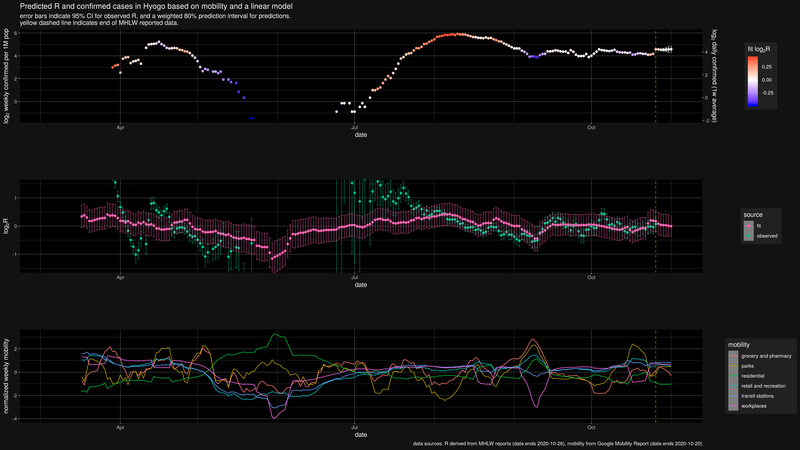 Predicted R and confirmed cases in Hyogo based on mobility and a linear model
error bars indicate 95% CI for observed R, and a weighted 80% prediction interval for predictions.
yellow dashed line indicates end of MHLW reported data.
log₂ weekly confirmed per 1M pop
6
4
2
0
Apr
Jul
Oct
date
4
2
0
-2
log₂ daily confirmed (1w average)
fit log₂R
0.25
0.00
-0.25
log₂R
1
0
-1
Apr
Jul
Oct
date
source
fit
observed
normalized weekly mobility
2
0
-2
-4
Apr
Jul
Oct
date
mobility
grocery and pharmacy
parks
residential
retail and recreation
transit stations
workplaces
data sources: R derived from MHLW reports (data ends 2020-10-26), mobility from Google Mobility Report (data ends 2020-10-20)